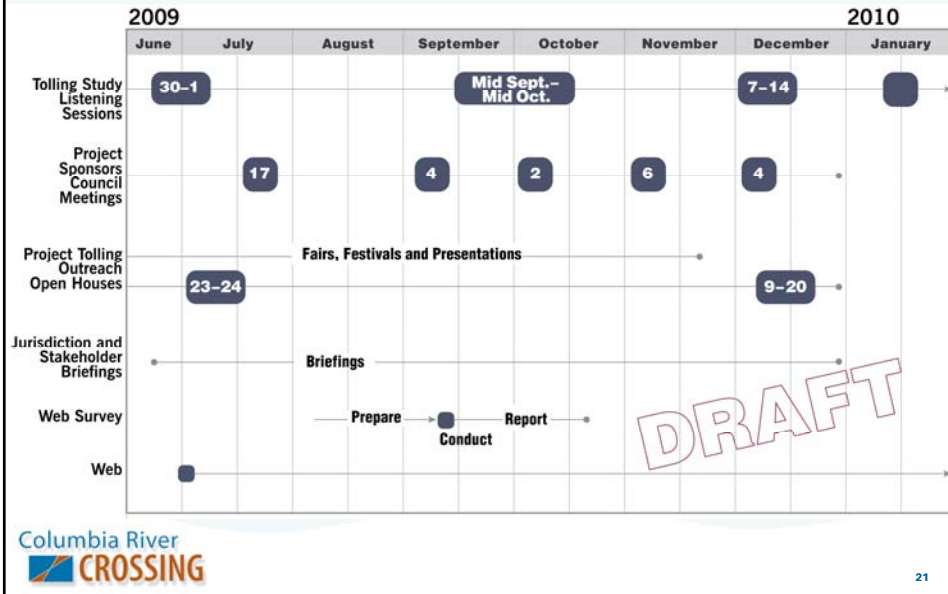 2009
2010
June July August September October November December January
Tolling Study
Listening
Sessions
30–1
Mid Sept.–
Mid Oct.
7–14
Project
Sponsors
Council
Meetings
17
4
2
6
4
Project Tolling
Outreach
Open Houses
Fairs, Festivals and Presentations
23–24
9–20
Jurisdiction and
Stakeholder
Briefings
Briefings
Web Survey
Prepare
Conduct
Report
Web
DRAFT
Columbia River
CROSSING
21